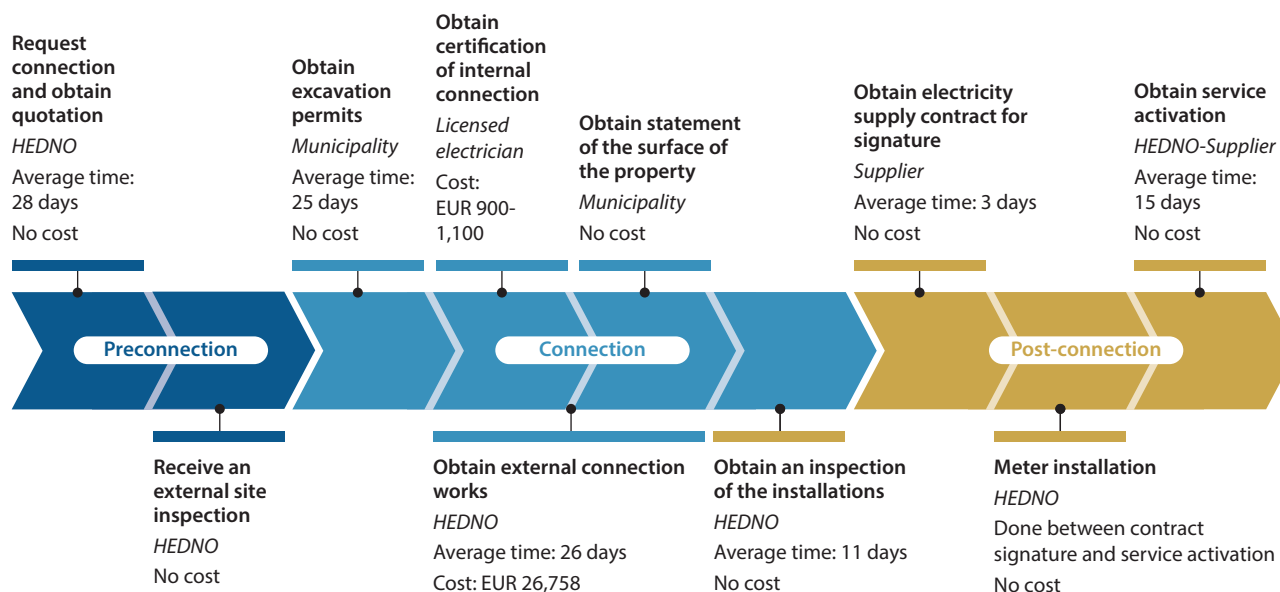 Request
connection
and obtain
quotation
HEDNO
Average time:
28 days
No cost
Obtain
excavation
permits
Municipality
Average time:
25 days
No cost
Obtain
certification
of internal
connection
Licensed
electrician
Cost:
EUR 900-
1,100
Obtain statement
of the surface of
the property
Municipality
No cost
Obtain electricity
supply contract for
signature
Supplier
Average time: 3 days
No cost
Obtain service
activation
HEDNO-Supplier
Average time:
15 days
No cost
Preconnection
Connection
Post-connection
Receive an
external site
inspection
HEDNO
No cost
Obtain external connection
works
HEDNO
Average time: 26 days
Cost: EUR 26,758
Obtain an inspection
of the installations
HEDNO
Average time: 11 days
No cost
Meter installation
HEDNO
Done between contract
signature and service activation
No cost